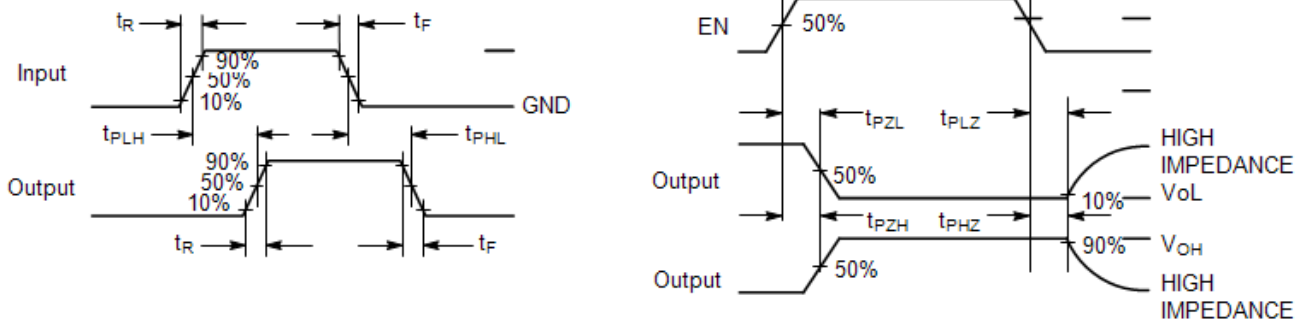 tR
tF
Input
90%
50%
10%
GND
tPLH
tPHL
Output
90%
50%
10%
tR
tF
EN
50%
tPZL
tPLZ
HIGH
IMPEDANCE
Output
50%
10%
VoL
tPZH
tPHZ
VOH
90%
Output
50%
HIGH
IMPEDANCE